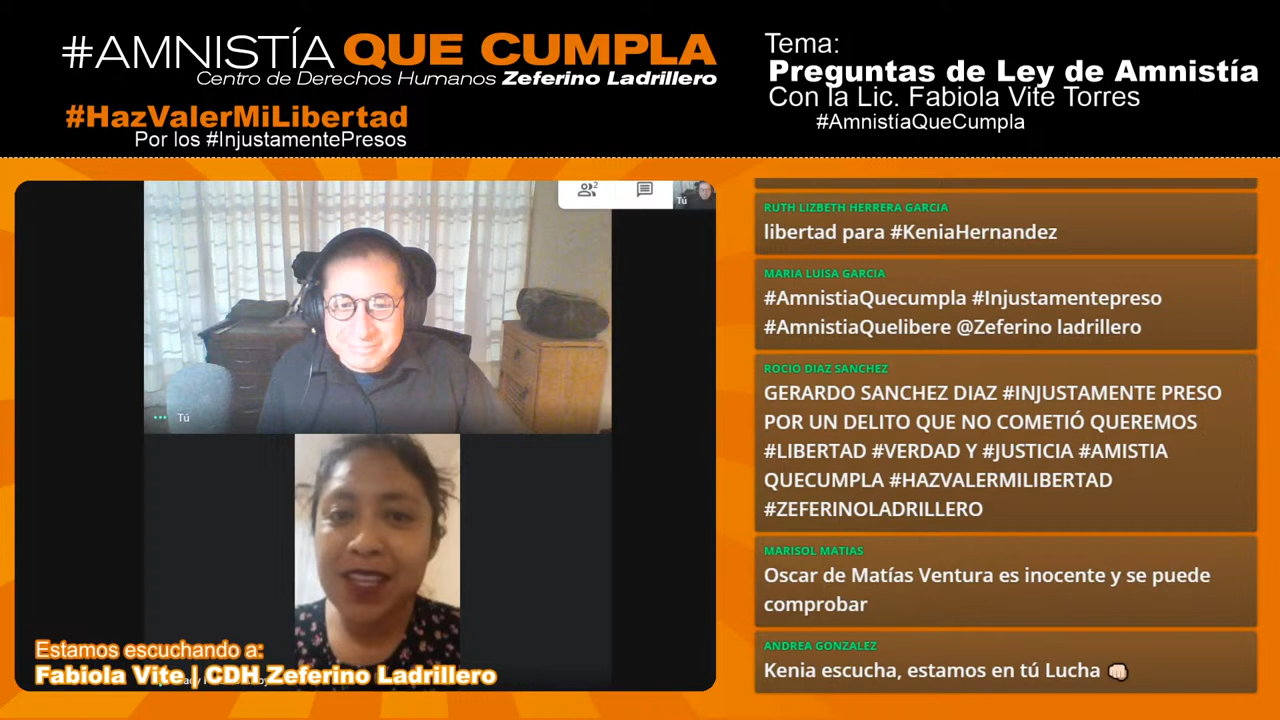 #AMNISTÍA QUE CUMPLA
Centro de Derechos Humanos Zeferino Ladrillero
#HazValerMiLibertad
Por los #InjustamentePresos
Tema:
Preguntas de Ley de Amnistía
Con la Lic. Fabiola Vite Torres
#AmnistíaQueCumpla
2
Tú
Tú
Estamos escuchando a:
Fabiola Vite | CDH Zeferino Ladrillero
RUTH LIZBETH HERRERA GARCIA
libertad para #KeniaHernandez
MARIA LUISA GARCIA
#AmnistiaQuecumpla #Injustamentepreso
#AmnistiaQuelibere @Zeferino ladrillero
ROCIO DIAZ SANCHEZ
GERARDO SANCHEZ DIAZ #INJUSTAMENTE PRESO
POR UN DELITO QUE NO COMETIÓ QUEREMOS
#LIBERTAD #VERDAD Y #JUSTICIA #AMISTIA
QUECUMPLA #HAZVALERMILIBERTAD
#ZEFERINOLADRILLERO
MARISOL MATIAS
Oscar de Matías Ventura es inocente y se puede
comprobar
ANDREA GONZALEZ
Kenia escucha, estamos en tú Lucha 👊🏻